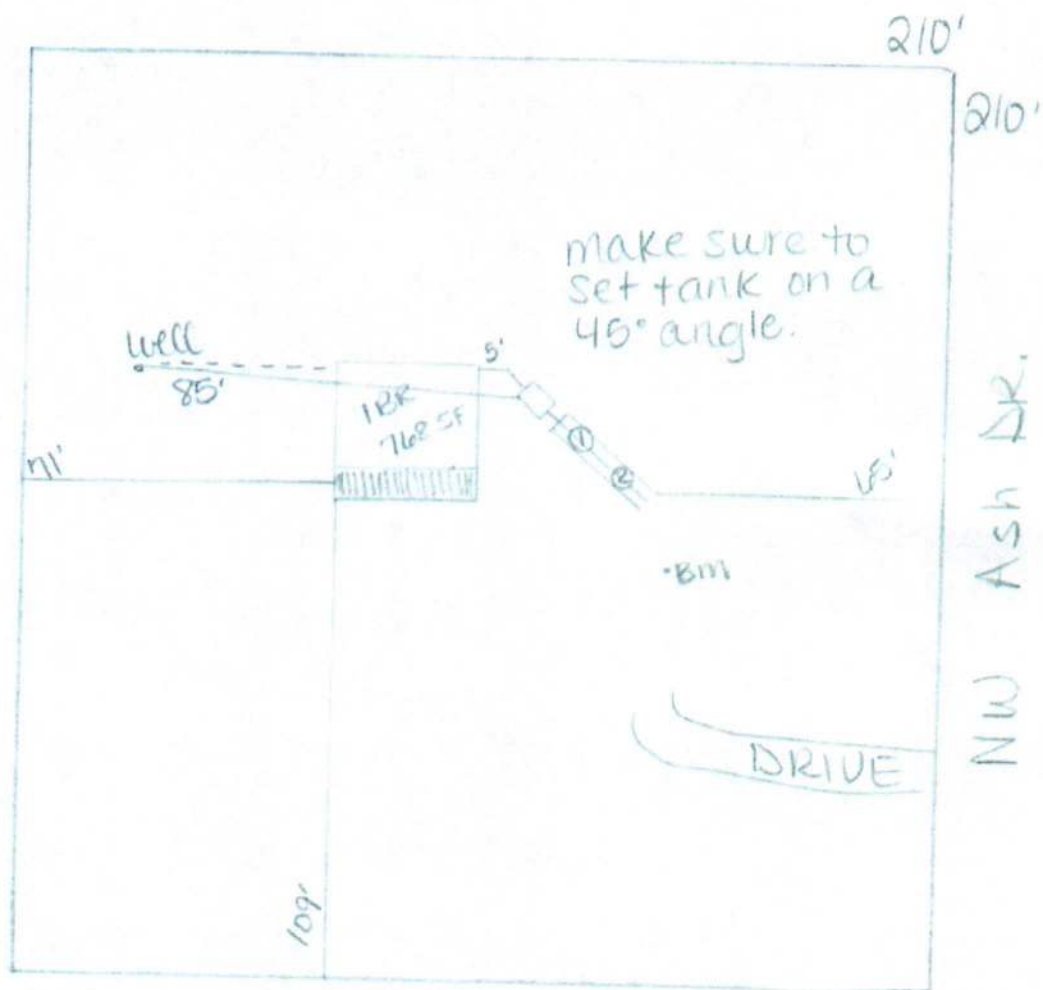 210'
210'
make sure to
set tank on a
45° angle.
well
85'
5'
1BR
768 SF
①
②
71'
65'
•BM
NW Ash DR.
DRIVE
109'